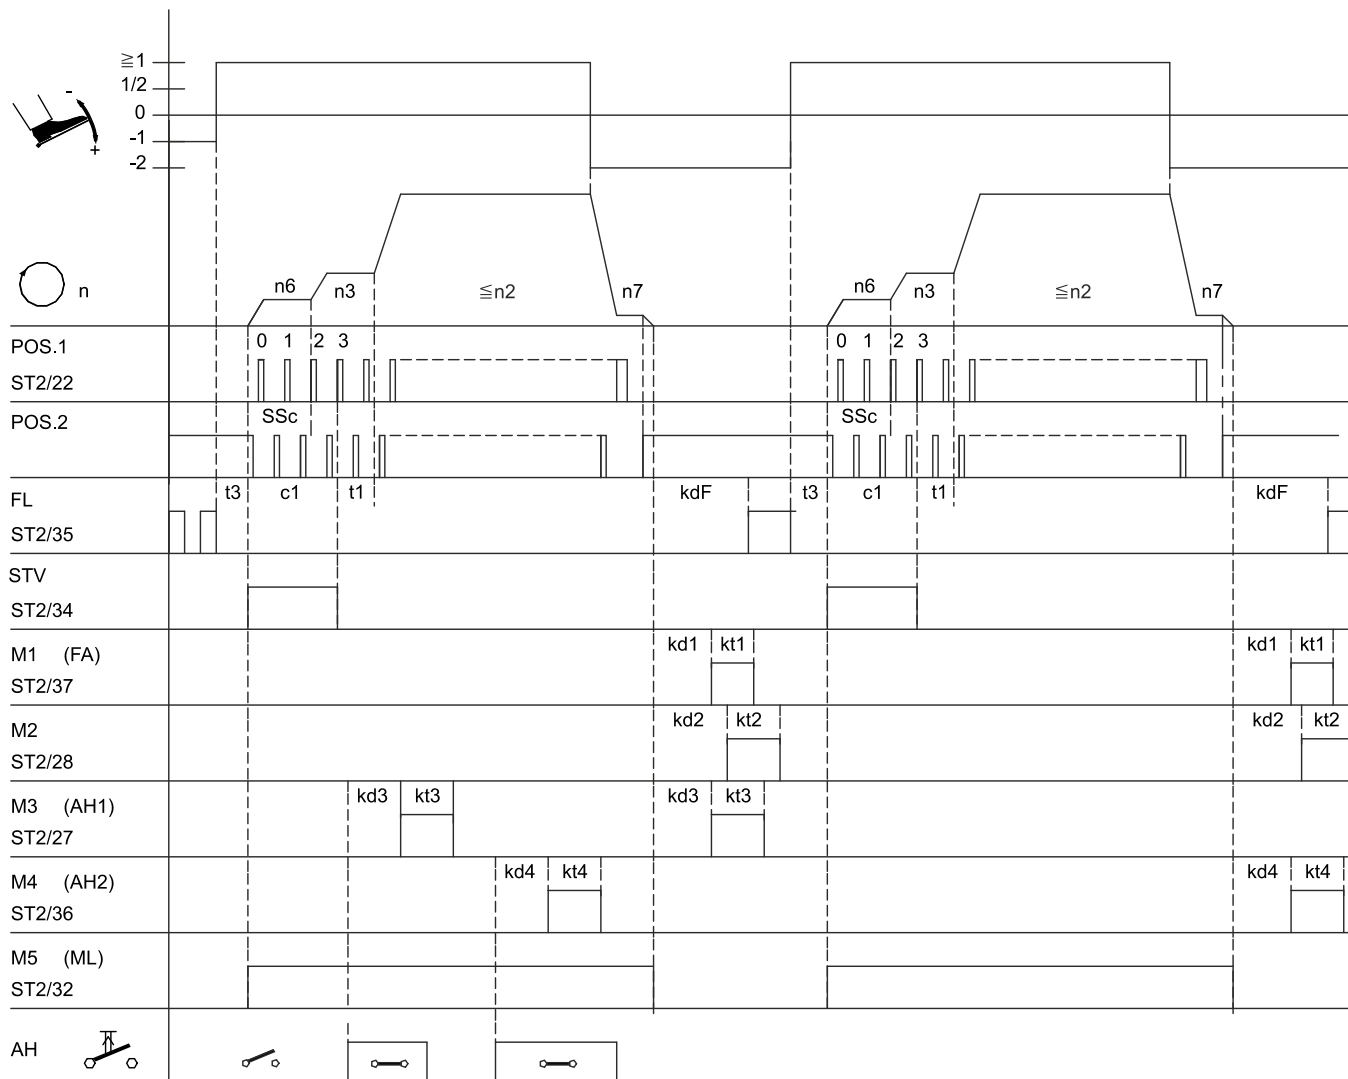 ≧1
1/2
0
-1
-2
-
+
n
n6 n3 ≦n2 n7 n6 n3 ≦n2 n7
POS.1 0 1 2 3 0 1 2 3
ST2/22
POS.2 SSc SSc
FL t3 c1 t1 kdF t3 c1 t1 kdF
ST2/35
STV
ST2/34
M1 (FA) kd1 kt1 kd1 kt1
ST2/37
M2 kd2 kt2 kd2 kt2
ST2/28
M3 (AH1) kd3 kt3 kd3 kt3
ST2/27
M4 (AH2) kd4 kt4 kd4 kt4
ST2/36
M5 (ML)
ST2/32
AH